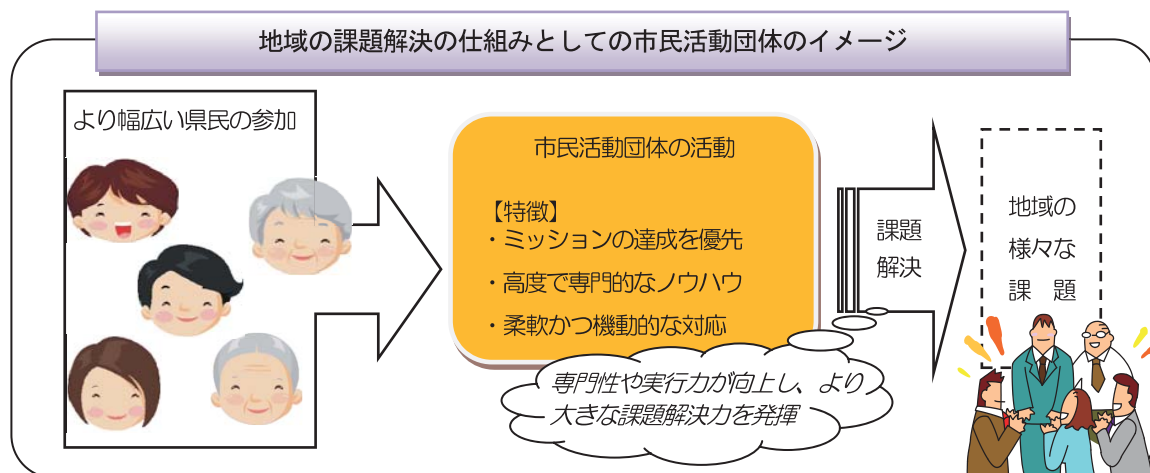 地域の課題解決の仕組みとしての市民活動団体のイメージ
より幅広い県民の参加
市民活動団体の活動
【特徴】
・ミッションの達成を優先
・高度で専門的なノウハウ
・柔軟かつ機動的な対応
専門性や実行力が向上し、より
大きな課題解決力を発揮
課題
解決
地域の
様々な
課　題